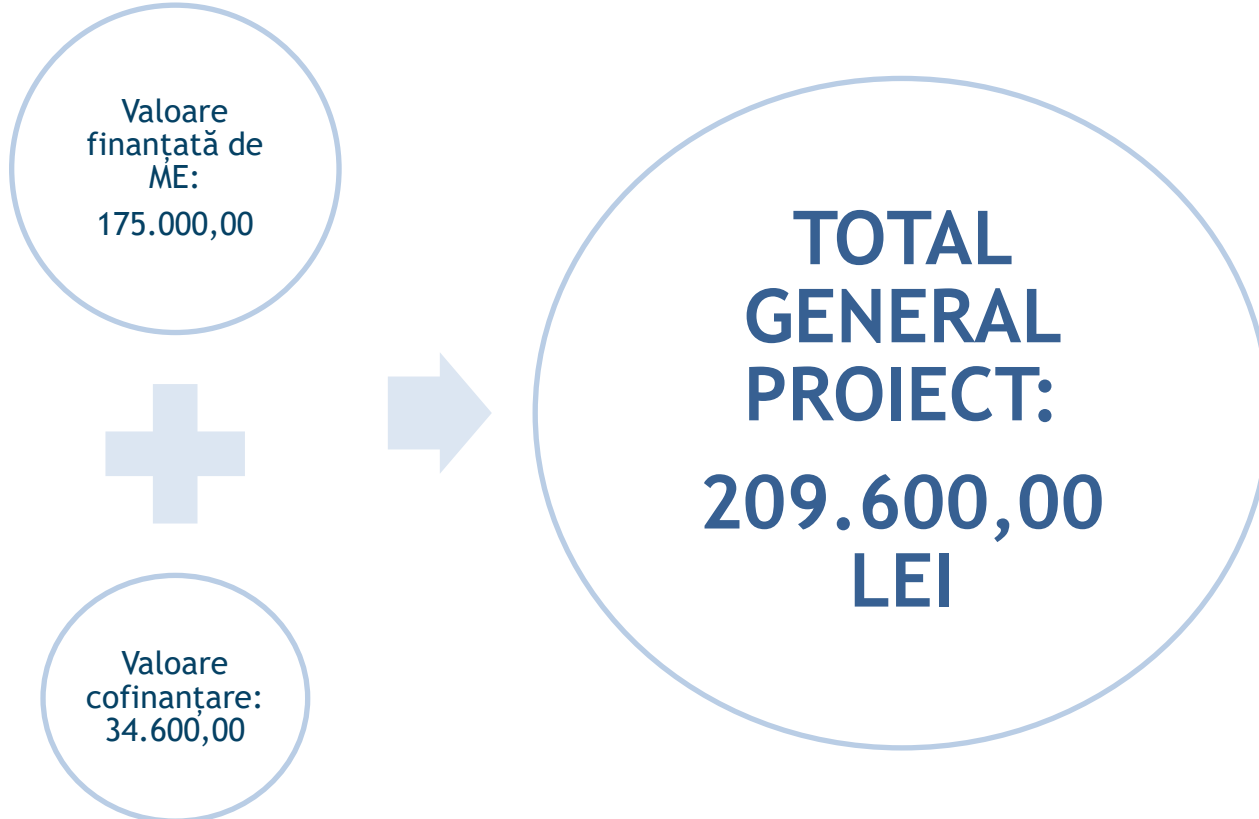 Valoare
finanțată de
ME:
175.000,00
Valoare
cofinanțare:
34.600,00
TOTAL
GENERAL
PROIECT:
209.600,00
LEI